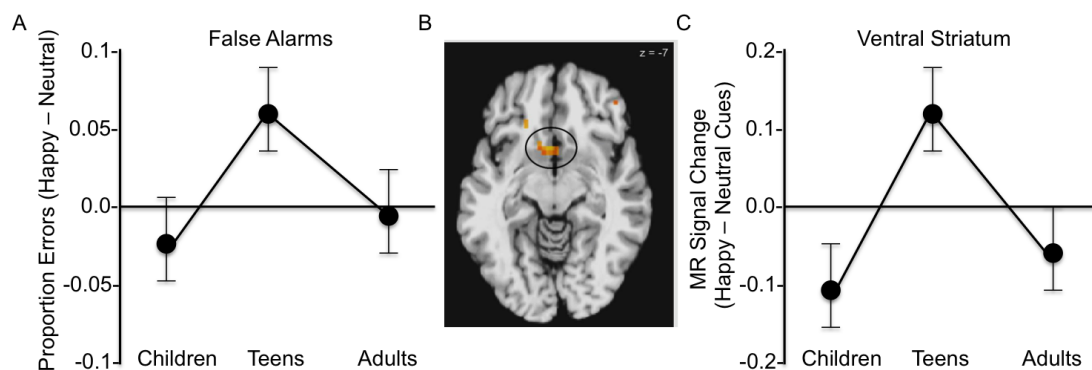 A
False Alarms
Proportion Errors (Happy – Neutral)
0.1
0.05
0.0
-0.05
-0.1
Children
Teens
Adults
B
z = -7
C
Ventral Striatum
MR Signal Change
(Happy – Neutral Cues)
0.2
0.1
0.0
-0.1
-0.2
Children
Teens
Adults